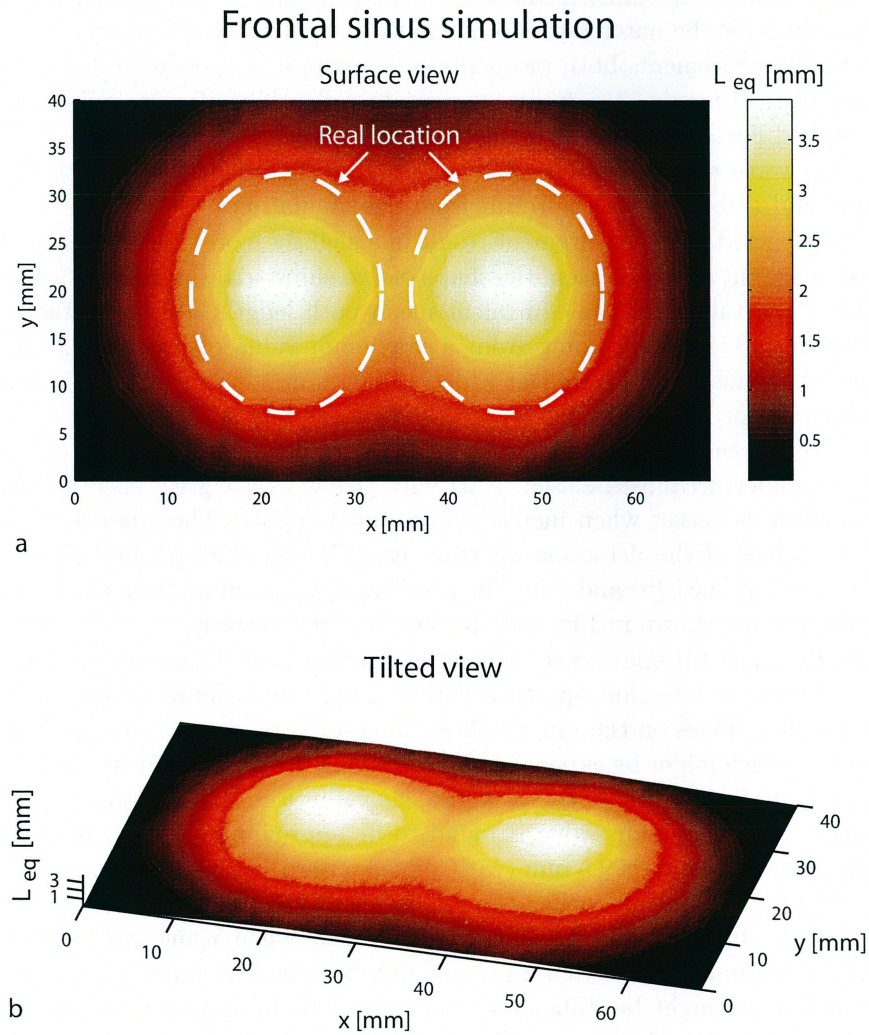 Frontal sinus simulation
Surface view
L eq [mm]
Real location
40
35
30
25
20
15
10
5
0
y [mm]
0 10 20 30 40 50 60
x [mm]
3.5
3
2.5
2
1.5
1
0.5
a
Tilted view
L eq [mm]
3
1
0 10 20 30 40 50 60
x [mm]
40
30
20
10
0
y [mm]
b